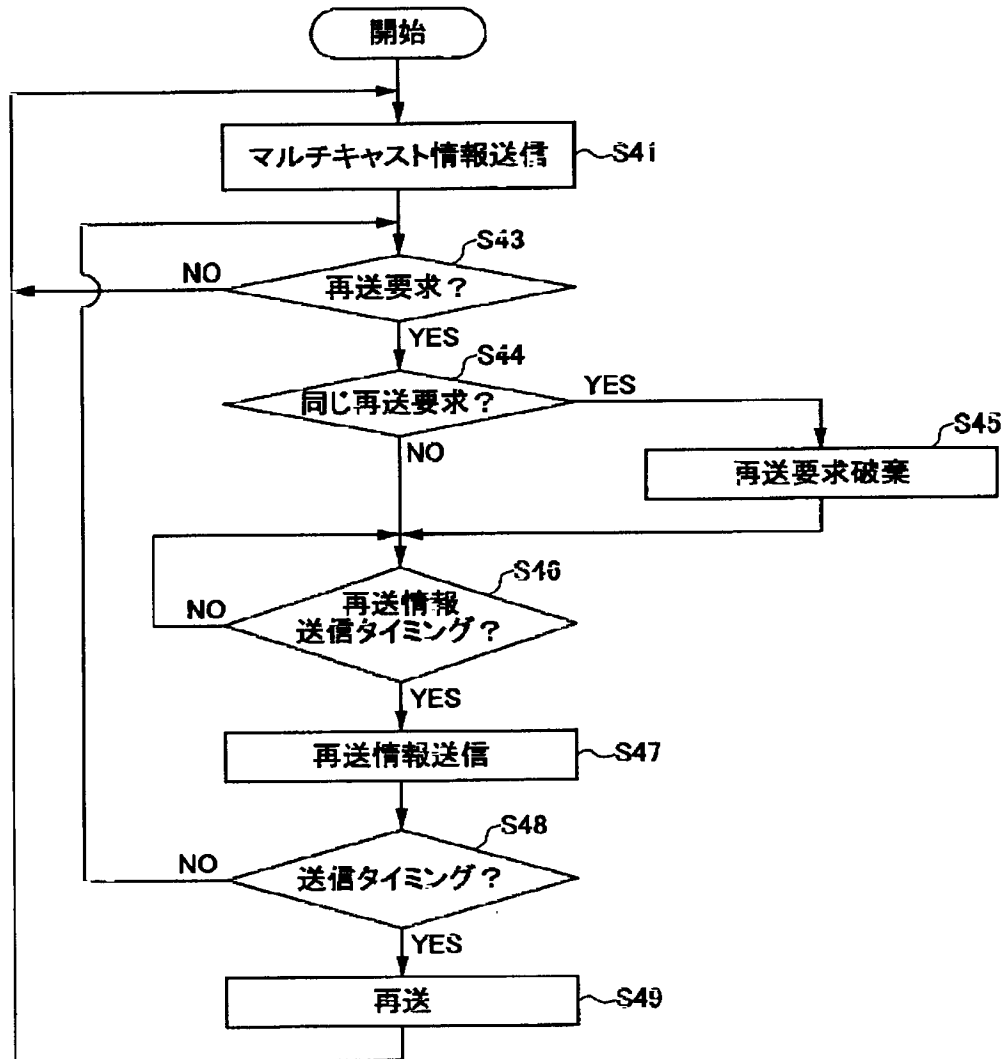 開始
マルチキャスト情報送信
S41
S43
NO
再送要求？
YES
S44
同じ再送要求？
YES
NO
S45
再送要求破棄
S46
NO
再送情報
送信タイミング？
YES
再送情報送信
S47
S48
NO
送信タイミング？
YES
再送
S49